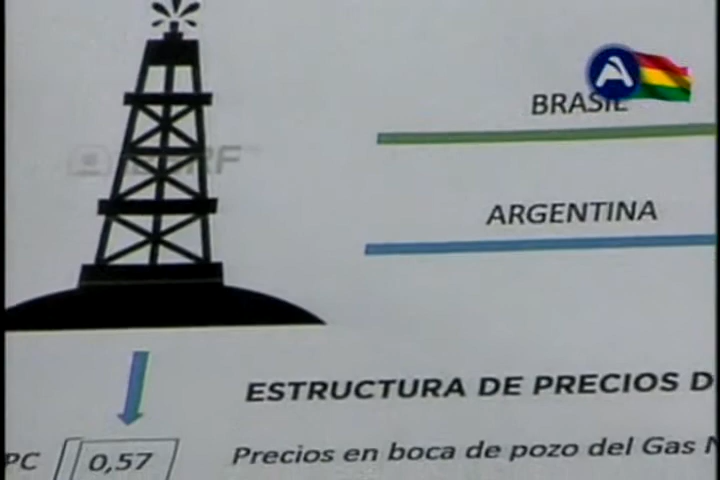 BRASIL
ARGENTINA
ESTRUCTURA DE PRECIOS D
PC 0,57
Precios en boca de pozo del Gas N